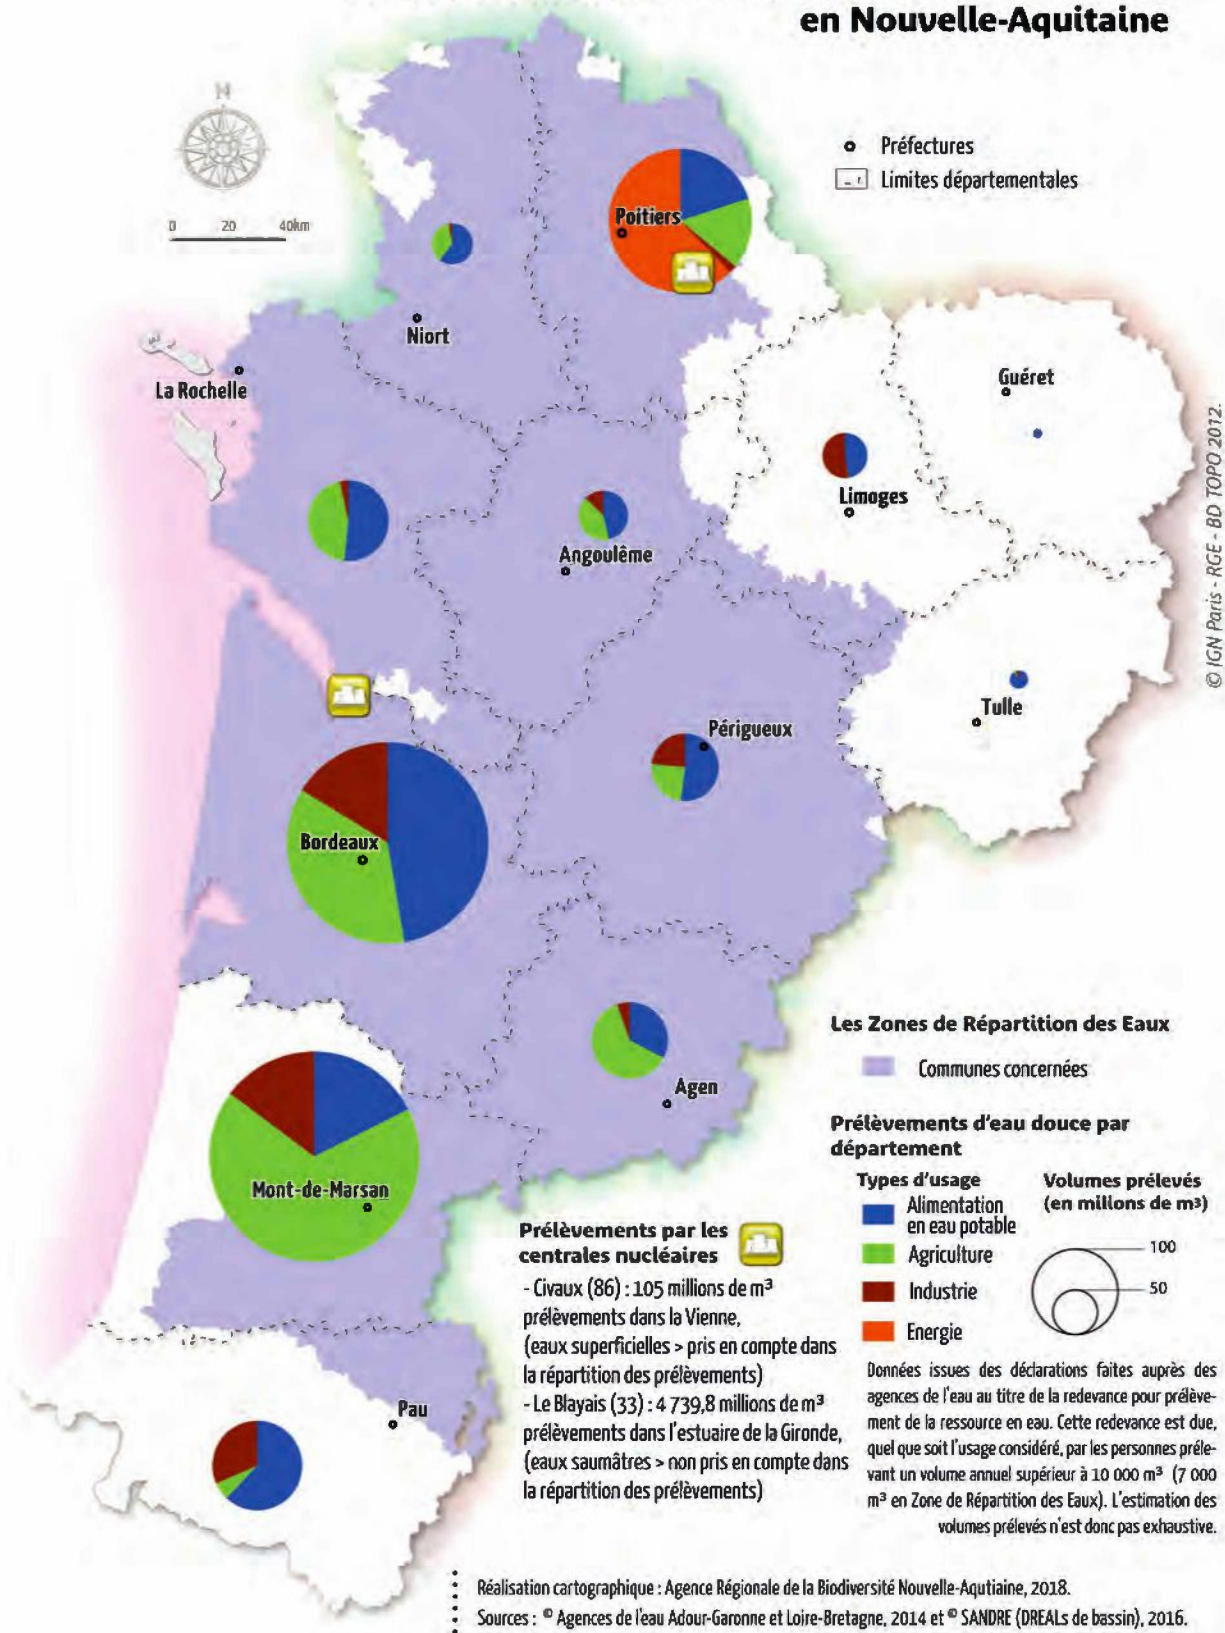 en Nouvelle-Aquitaine
N
0 20 40km
Préfectures
Limites départementales
Poitiers
Niort
La Rochelle
Guéret
Limoges
Angoulême
Tulle
Périgueux
Bordeaux
Agen
Mont-de-Marsan
Pau
© IGN Paris - RGE - BD TOPO 2012.
Les Zones de Répartition des Eaux
Communes concernées
Prélèvements d'eau douce par
département
Types d'usage
Alimentation
en eau potable
Agriculture
Industrie
Energie
Volumes prélevés
(en millons de m³)
100
50
Données issues des déclarations faites auprès des
agences de l'eau au titre de la redevance pour prélève-
ment de la ressource en eau. Cette redevance est due,
quel que soit l'usage considéré, par les personnes préle-
vant un volume annuel supérieur à 10 000 m³ (7 000
m³ en Zone de Répartition des Eaux). L'estimation des
volumes prélevés n'est donc pas exhaustive.
Prélèvements par les
centrales nucléaires
- Civaux (86) : 105 millions de m³
prélèvements dans la Vienne,
(eaux superficielles > pris en compte dans
la répartition des prélèvements)
- Le Blayais (33) : 4 739,8 millions de m³
prélèvements dans l'estuaire de la Gironde,
(eaux saumâtres > non pris en compte dans
la répartition des prélèvements)
Réalisation cartographique : Agence Régionale de la Biodiversité Nouvelle-Aqutiaine, 2018.
Sources : © Agences de l'eau Adour-Garonne et Loire-Bretagne, 2014 et © SANDRE (DREALs de bassin), 2016.